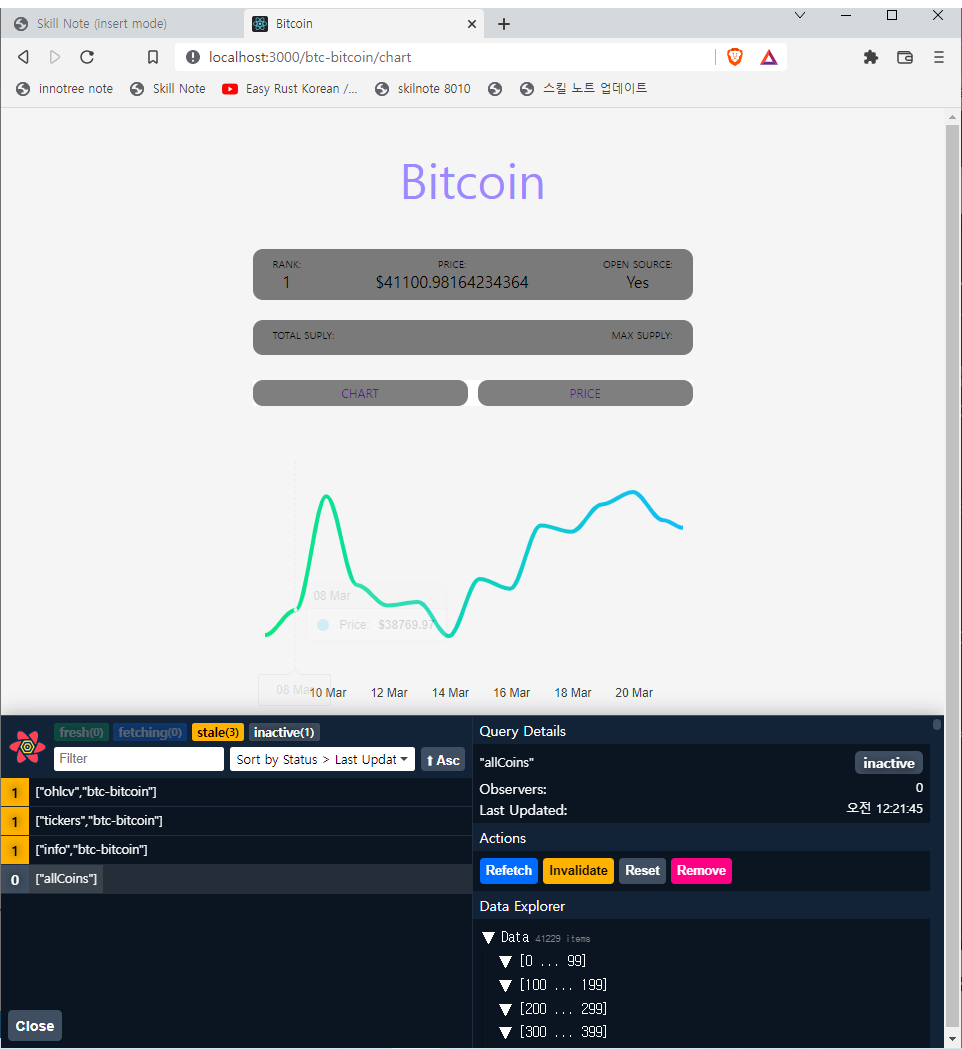 Skill Note (insert mode)
Bitcoin
localhost:3000/btc-bitcoin/chart
innotree note
Skill Note
Easy Rust Korean /...
skilnote 8010
스킬 노트 업데이트
Bitcoin
RANK: PRICE: OPEN SOURCE:
1 $41100.98164234364 Yes
TOTAL SUPLY: MAX SUPPLY:
CHART PRICE
08 Mar
Price: $38769.97
08 Mar 10 Mar 12 Mar 14 Mar 16 Mar 18 Mar 20 Mar
fresh(0) fetching(0) stale(3) inactive(1)
Filter Sort by Status > Last Updat ⬆ Asc
1 ["ohlcv","btc-bitcoin"]
1 ["tickers","btc-bitcoin"]
1 ["info","btc-bitcoin"]
0 ["allCoins"]
Close
Query Details
"allCoins" inactive
Observers: 0
Last Updated: 오전 12:21:45
Actions
Refetch Invalidate Reset Remove
Data Explorer
▼ Data 41229 items
▼ [0 ... 99]
▼ [100 ... 199]
▼ [200 ... 299]
▼ [300 ... 399]